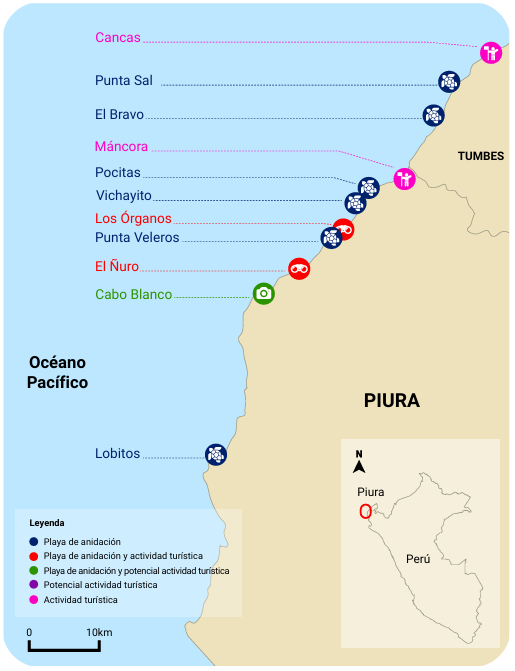 Cancas
Punta Sal
El Bravo
Máncora
TUMBES
Pocitas
Vichayito
Los Órganos
Punta Veleros
El Ñuro
Cabo Blanco
Océano
Pacífico
PIURA
Lobitos
N
Piura
Perú
Leyenda
Playa de anidación
Playa de anidación y actividad turística
Playa de anidación y potencial actividad turística
Potencial actividad turística
Actividad turística
0 10km